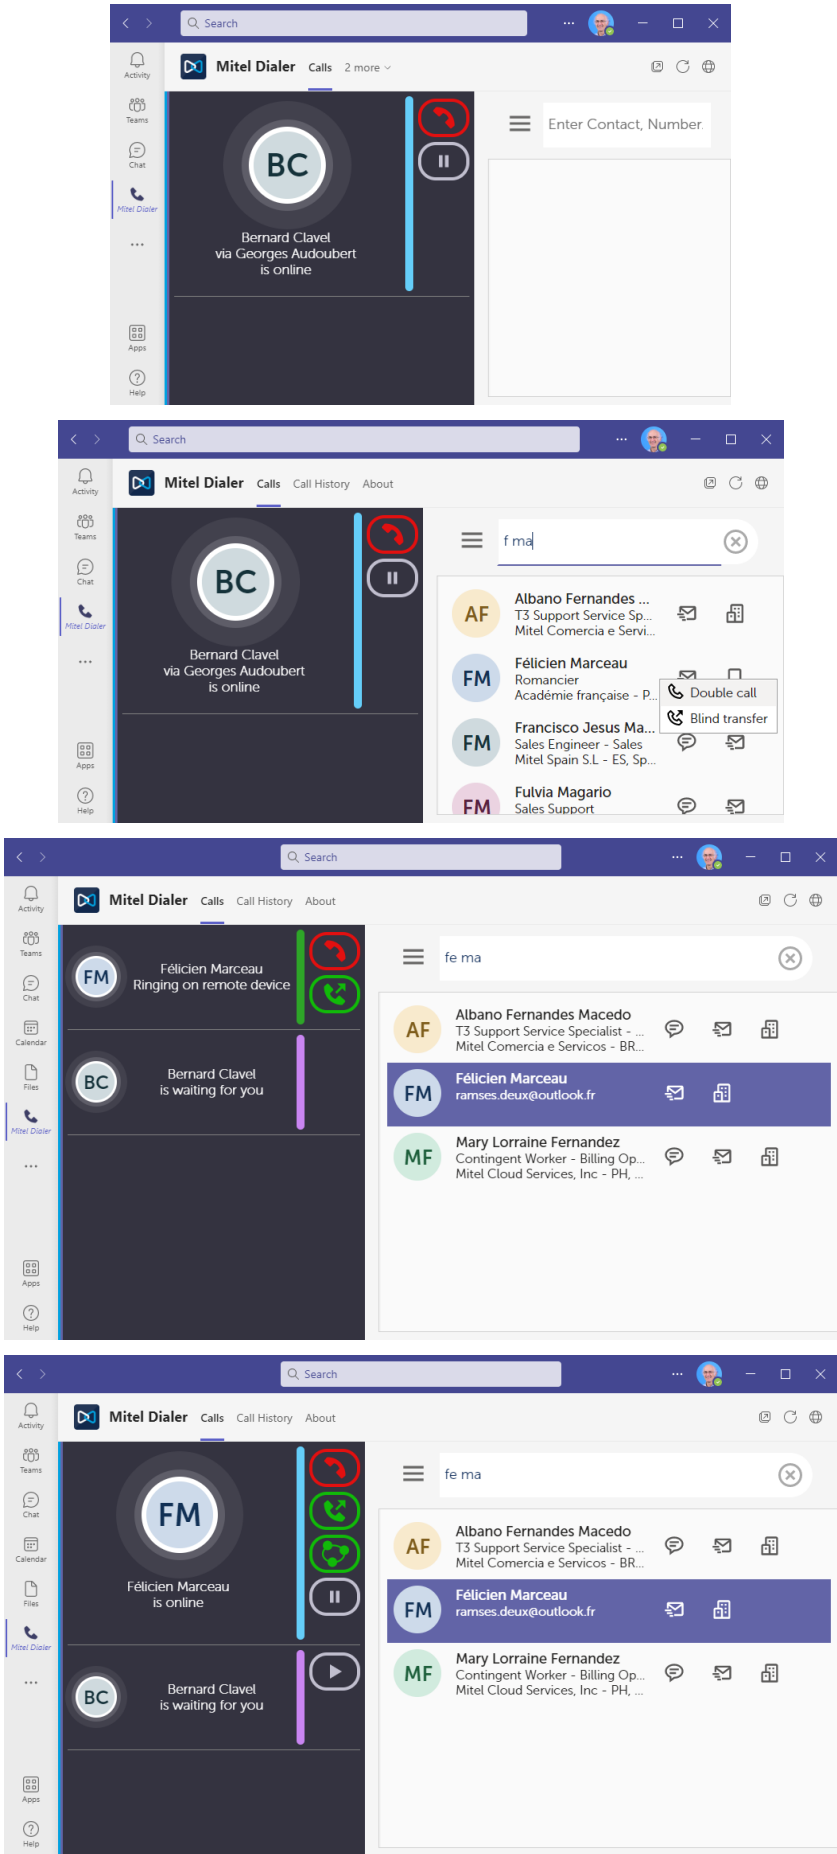 Search
Activity
Teams
Chat
Mitel Dialer
Apps
Help
Mitel Dialer Calls 2 more
BC
Bernard Clavel
via Georges Audoubert
is online
Enter Contact, Number.
Search
Activity
Teams
Chat
Mitel Dialer
Apps
Help
Mitel Dialer Calls Call History About
BC
Bernard Clavel
via Georges Audoubert
is online
f ma
AF
Albano Fernandes ...
T3 Support Service Sp...
Mitel Comercia e Servi...
FM
Félicien Marceau
Romancier
Académie française - P...
Double call
Blind transfer
FM
Francisco Jesus Ma...
Sales Engineer - Sales
Mitel Spain S.L - ES, Sp...
FM
Fulvia Magario
Sales Support
Search
Activity
Teams
Chat
Calendar
Files
Mitel Dialer
Apps
Help
Mitel Dialer Calls Call History About
FM
Félicien Marceau
Ringing on remote device
BC
Bernard Clavel
is waiting for you
fe ma
AF
Albano Fernandes Macedo
T3 Support Service Specialist - ...
Mitel Comercia e Servicos - BR...
FM
Félicien Marceau
ramses.deux@outlook.fr
MF
Mary Lorraine Fernandez
Contingent Worker - Billing Op...
Mitel Cloud Services, Inc - PH, ...
Search
Activity
Teams
Chat
Calendar
Files
Mitel Dialer
Apps
Help
Mitel Dialer Calls Call History About
FM
Félicien Marceau
is online
BC
Bernard Clavel
is waiting for you
fe ma
AF
Albano Fernandes Macedo
T3 Support Service Specialist - ...
Mitel Comercia e Servicos - BR...
FM
Félicien Marceau
ramses.deux@outlook.fr
MF
Mary Lorraine Fernandez
Contingent Worker - Billing Op...
Mitel Cloud Services, Inc - PH, ...